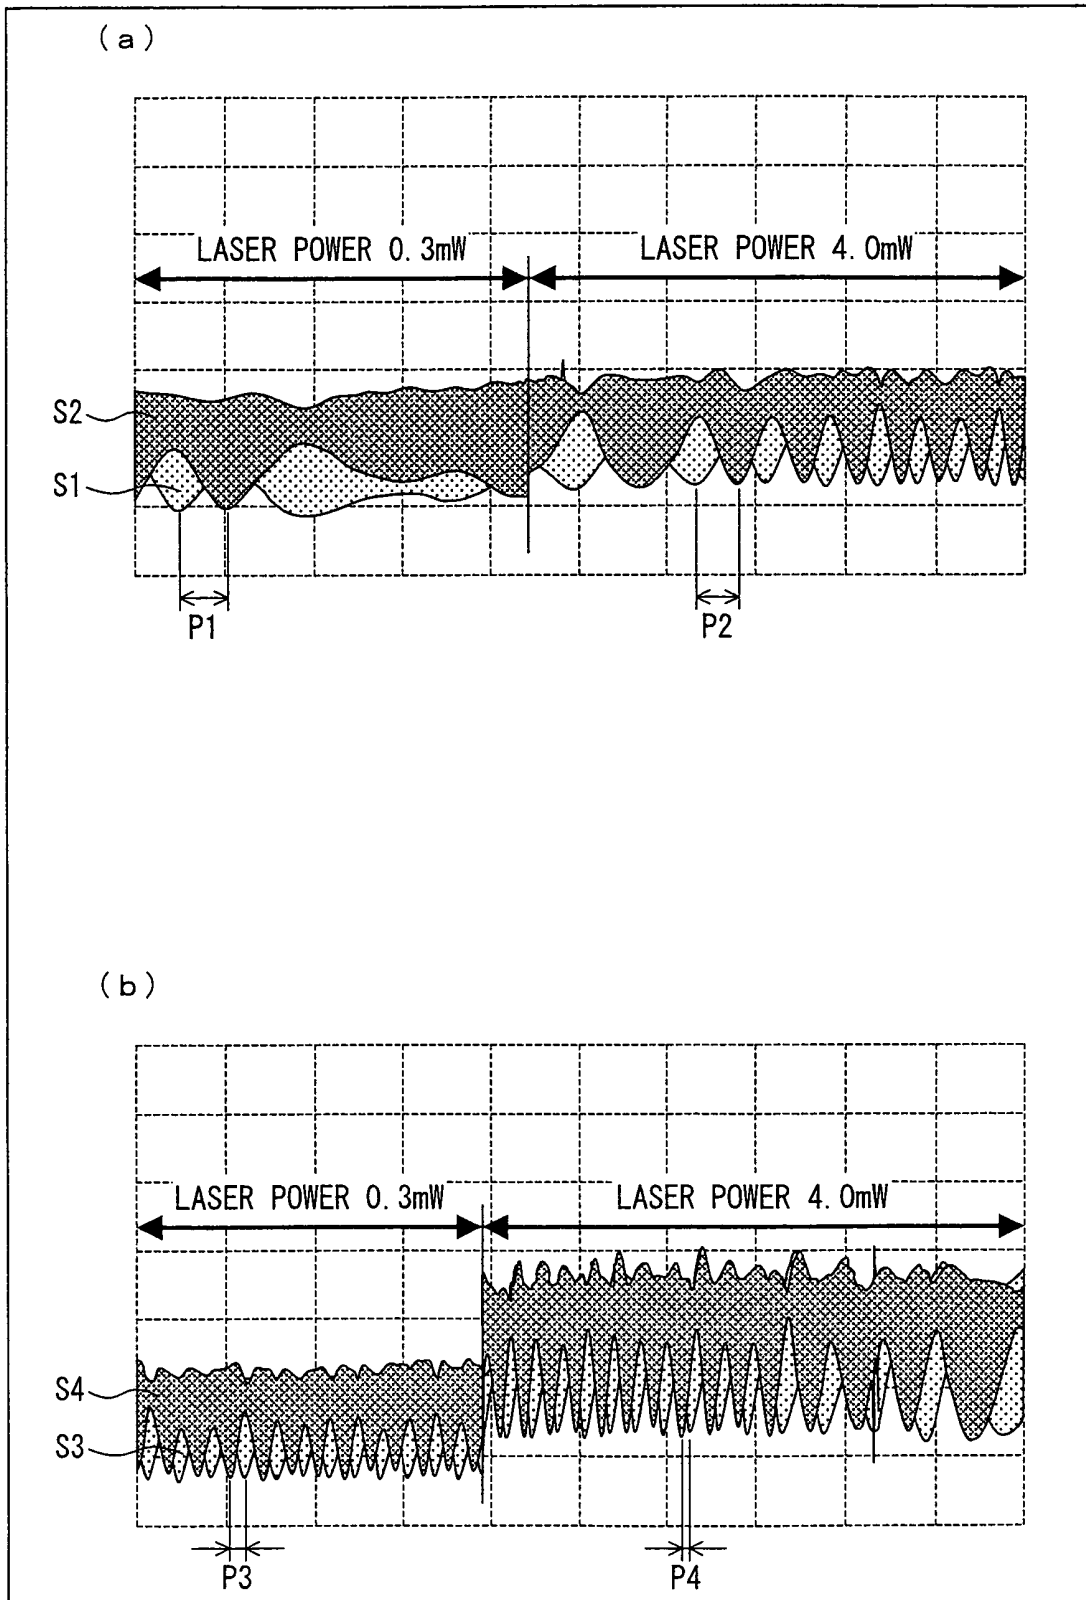 (a)
LASER POWER 0.3mW
LASER POWER 4.0mW
S2
S1
P1
P2
(b)
LASER POWER 0.3mW
LASER POWER 4.0mW
S4
S3
P3
P4